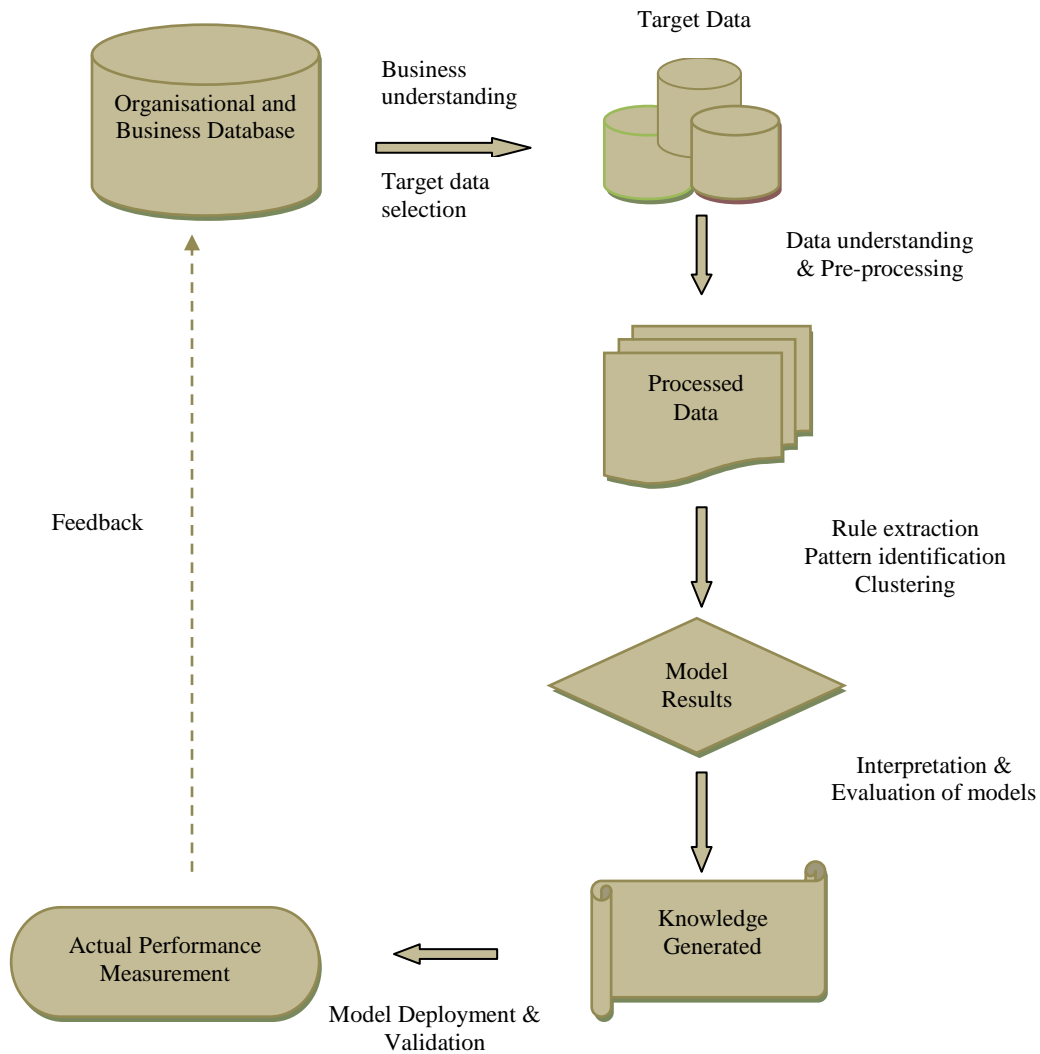 Target Data
Organisational and
Business Database
Business
understanding
Target data
selection
Data understanding
& Pre-processing
Processed
Data
Feedback
Rule extraction
Pattern identification
Clustering
Model
Results
Interpretation &
Evaluation of models
Knowledge
Generated
Actual Performance
Measurement
Model Deployment &
Validation